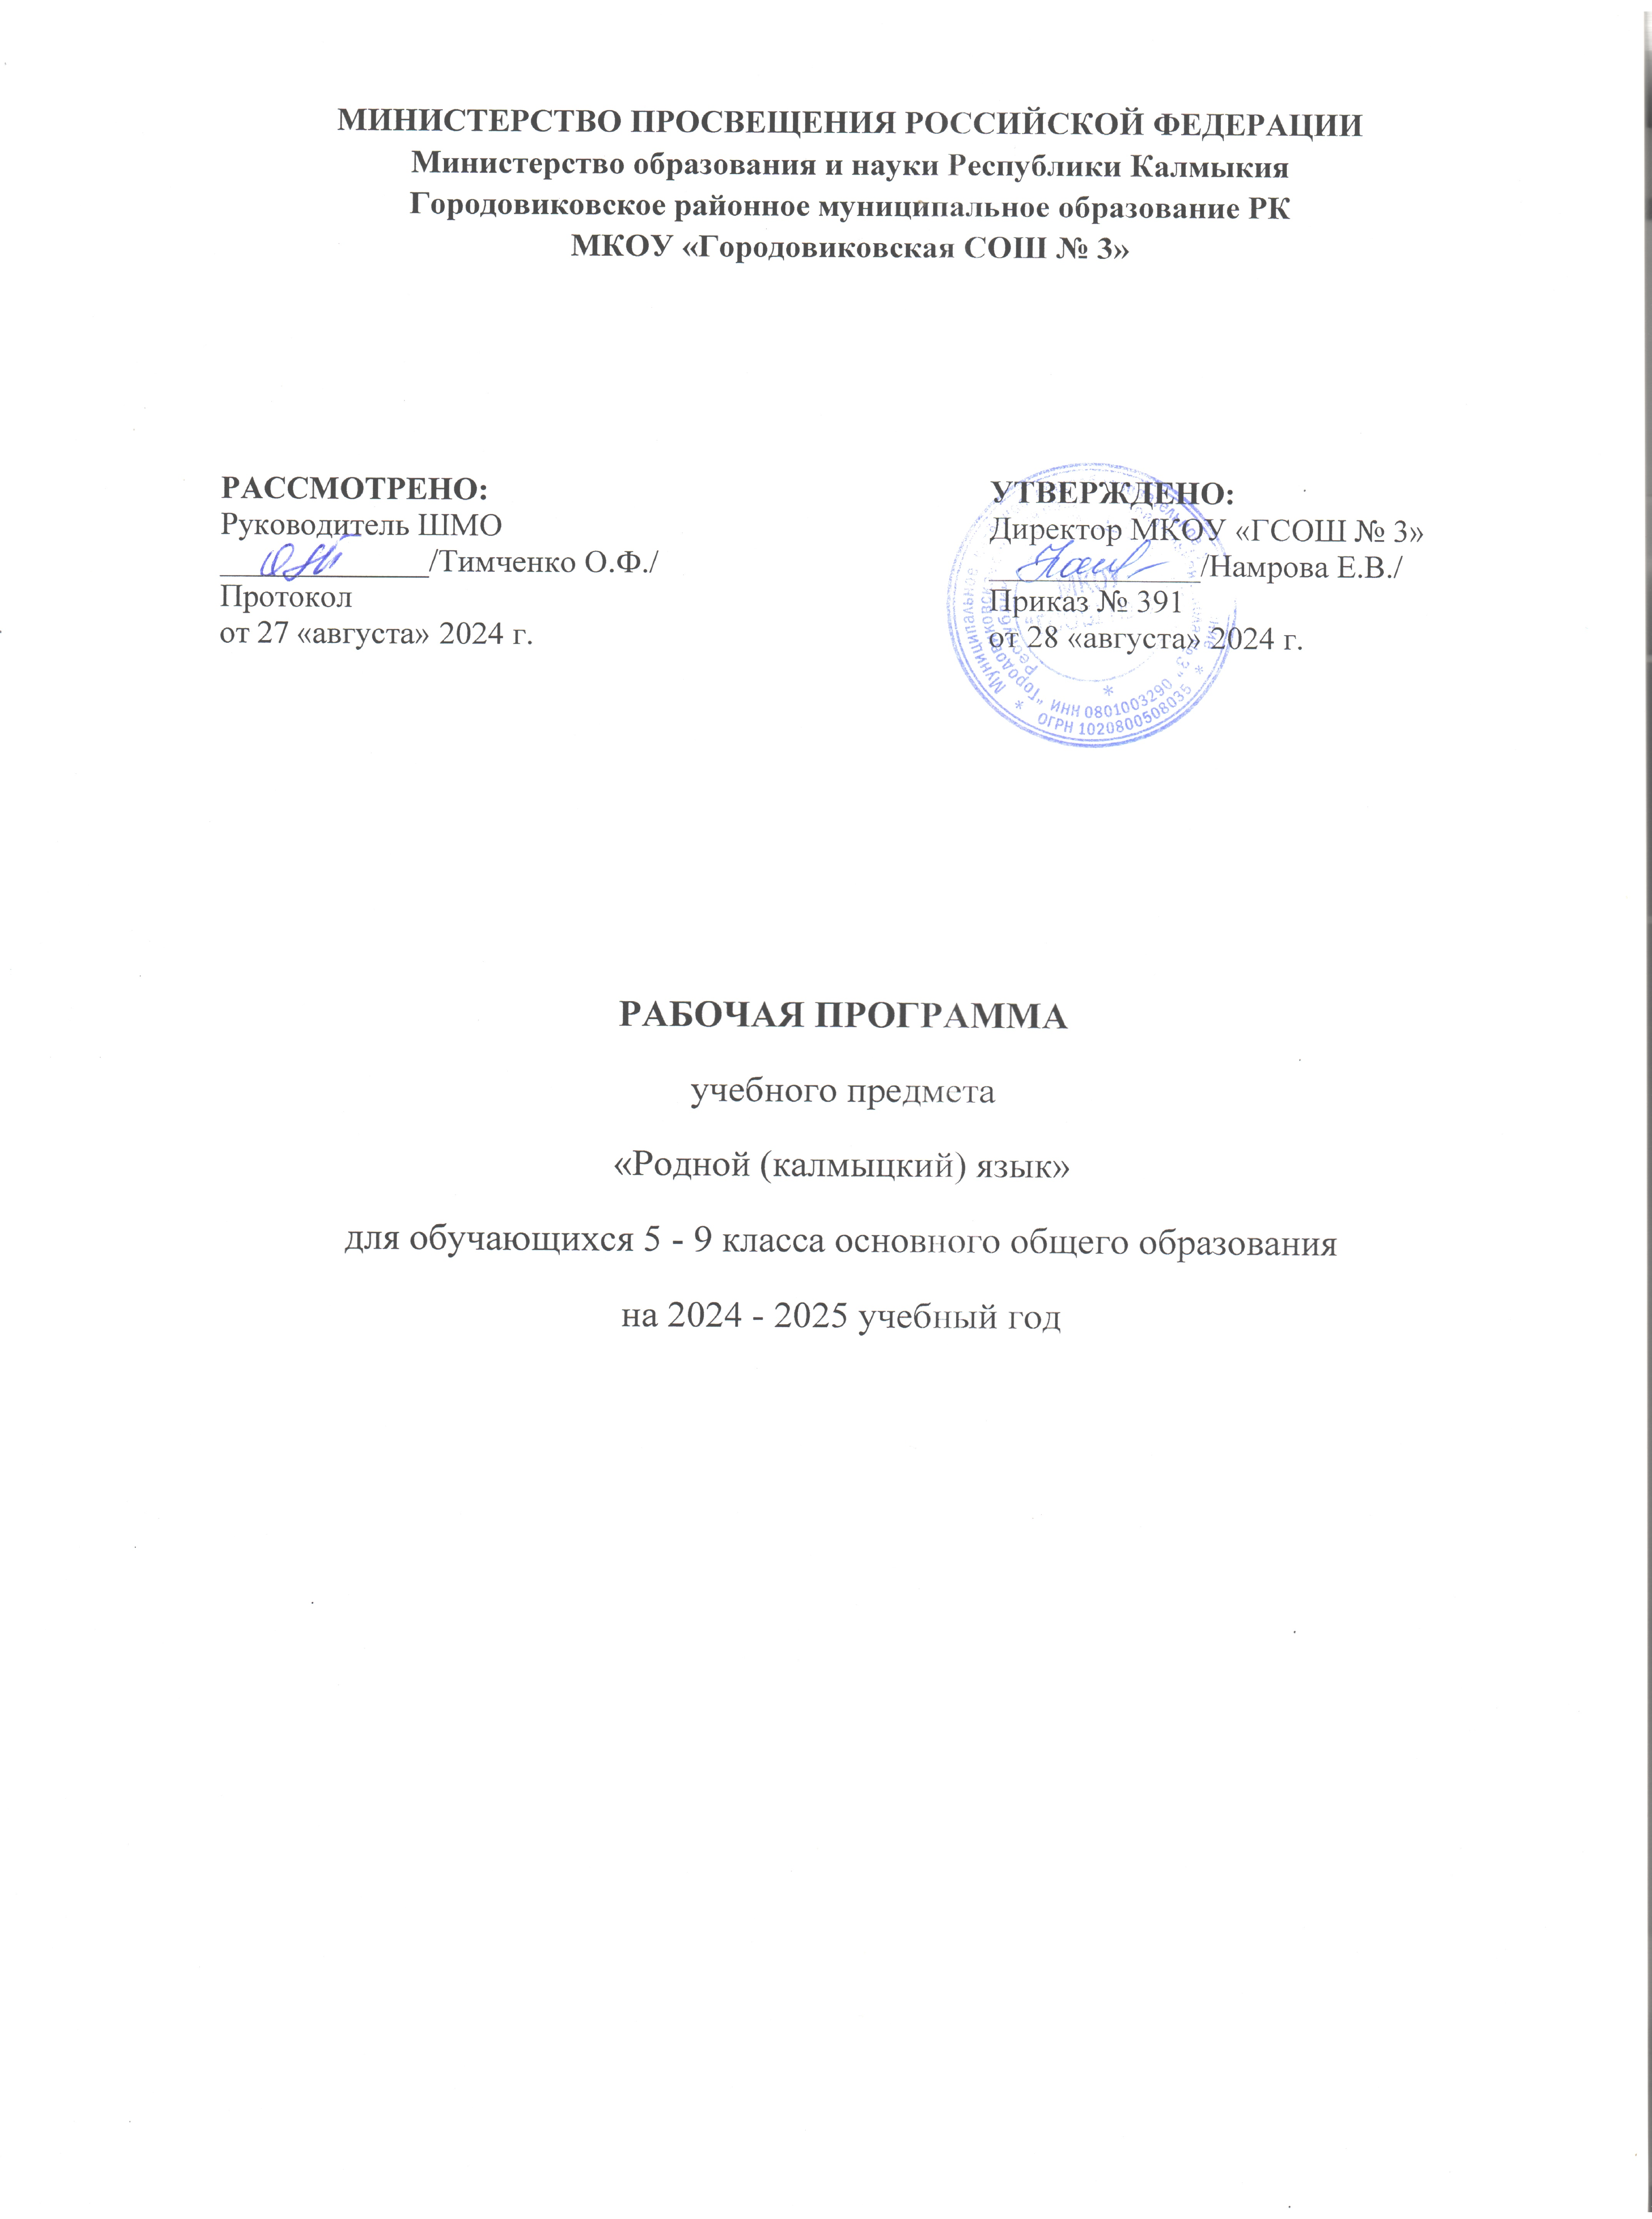 МИНИСТЕРСТВО ПРОСВЕЩЕНИЯ РОССИЙСКОЙ ФЕДЕРАЦИИ
Министерство образования и науки Республики Калмыкия
Городовиковское районное муниципальное образование РК
МКОУ «Городовиковская СОШ № 3»
РАССМОТРЕНО:
Руководитель ШМО
/Тимченко О.Ф./
Протокол
от 27 «августа» 2024 г.
УТВЕРЖДЕНО:
Директор МКОУ «ГСОШ № 3»
/Намрова Е.В./
Приказ № 391
от 28 «августа» 2024 г.
Муниципальное
ИНН 0801003290
ОГРН 1020800508035
РАБОЧАЯ ПРОГРАММА
учебного предмета
«Родной (калмыцкий) язык»
для обучающихся 5 - 9 класса основного общего образования
на 2024 - 2025 учебный год